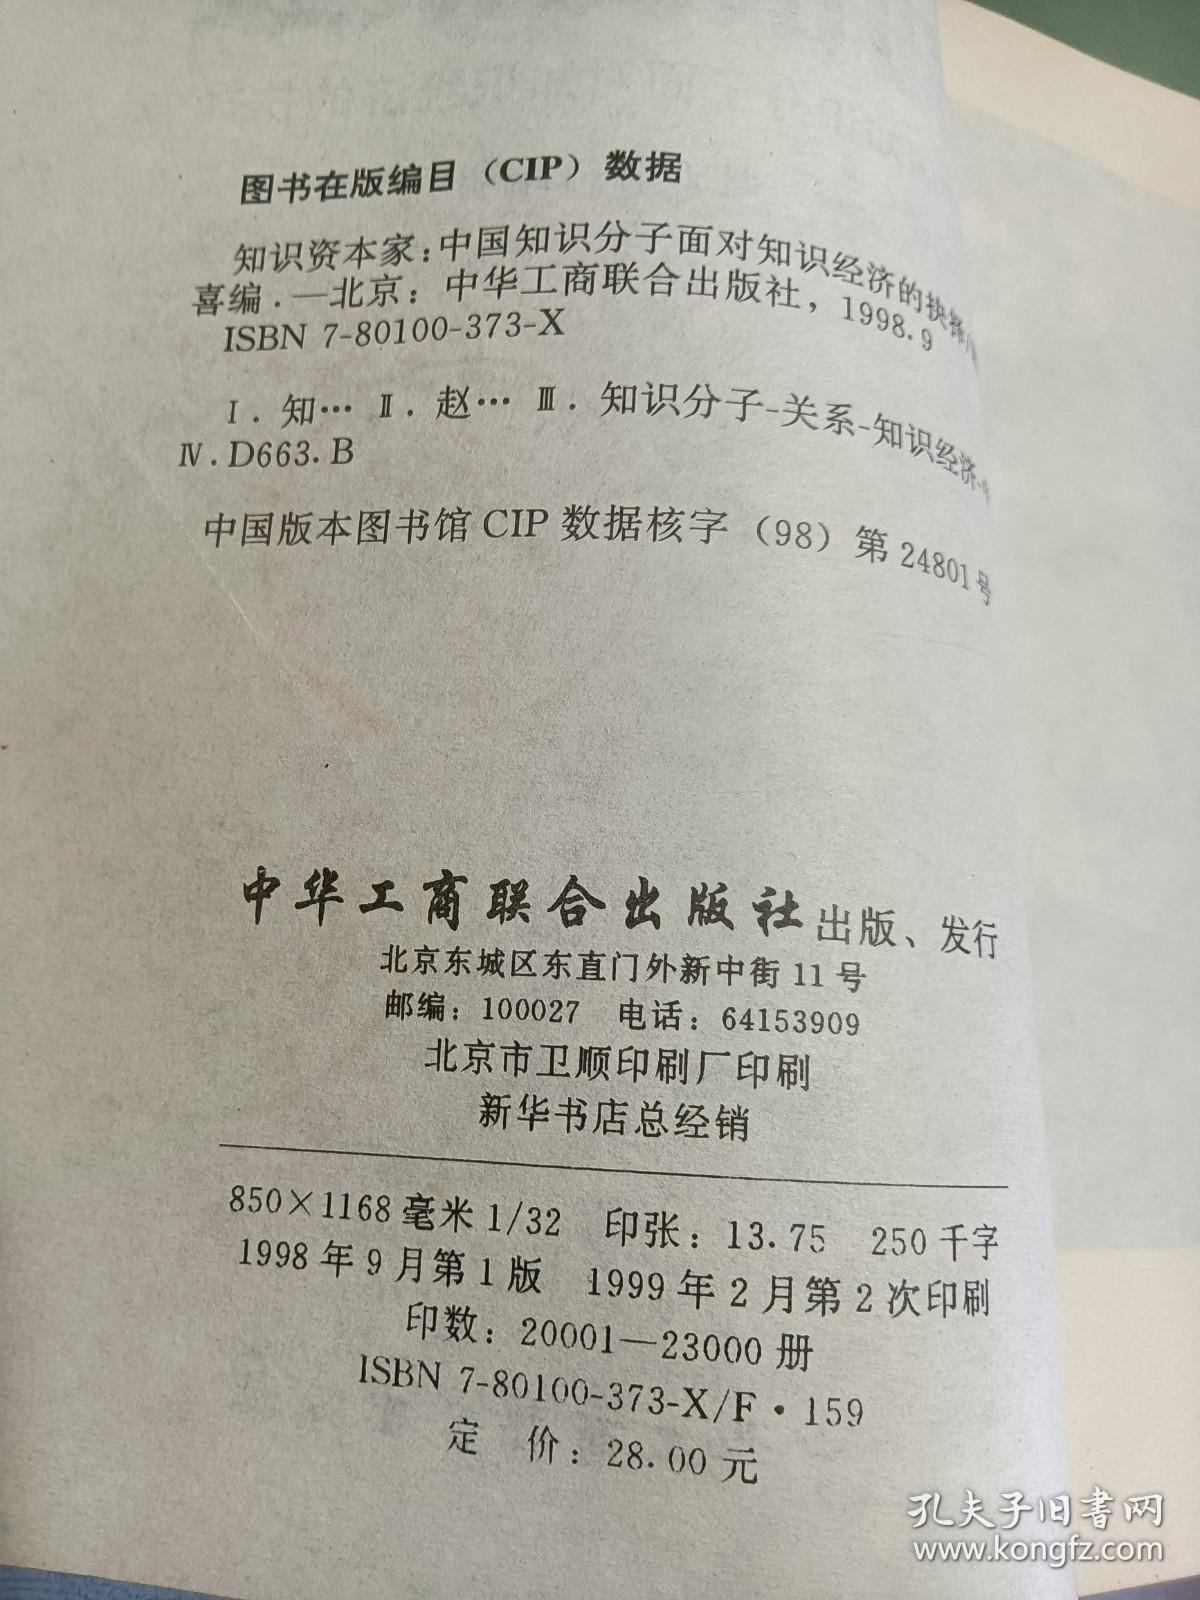 图书在版编目（CIP）数据
知识资本家：中国知识分子面对知识经济的抉择/
喜编．—北京：中华工商联合出版社，1998.9
ISBN 7-80100-373-X
Ⅰ．知… Ⅱ．赵… Ⅲ．知识分子-关系-知识经济-
Ⅳ．D663.B
中国版本图书馆CIP数据核字（98）第24801号
中华工商联合出版社出版、发行
北京东城区东直门外新中街11号
邮编：100027 电话：64153909
北京市卫顺印刷厂印刷
新华书店总经销
850×1168毫米1/32 印张：13.75 250千字
1998年9月第1版 1999年2月第2次印刷
印数：20001—23000册
ISBN 7-80100-373-X/F·159
定 价：28.00元
孔夫子旧書网
www.kongfz.com